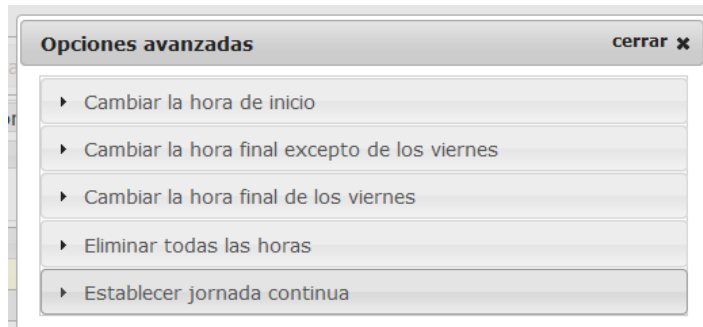 Opciones avanzadas cerrar x
Cambiar la hora de inicio
Cambiar la hora final excepto de los viernes
Cambiar la hora final de los viernes
Eliminar todas las horas
Establecer jornada continua